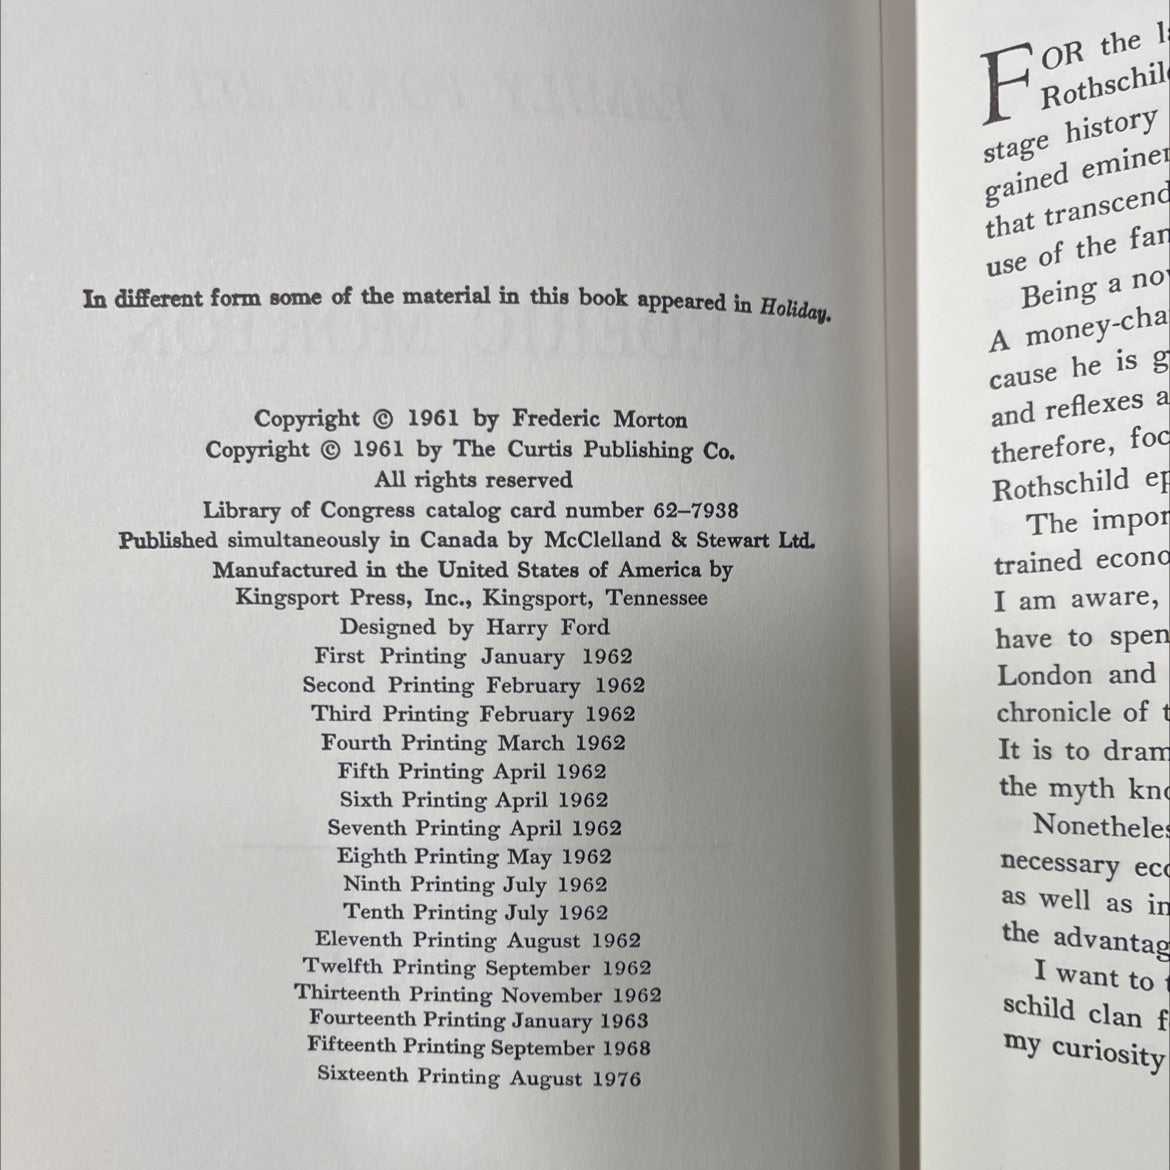 In different form some of the material in this book appeared in Holiday.
Copyright © 1961 by Frederic Morton
Copyright © 1961 by The Curtis Publishing Co.
All rights reserved
Library of Congress catalog card number 62–7938
Published simultaneously in Canada by McClelland & Stewart Ltd.
Manufactured in the United States of America by
Kingsport Press, Inc., Kingsport, Tennessee
Designed by Harry Ford
First Printing January 1962
Second Printing February 1962
Third Printing February 1962
Fourth Printing March 1962
Fifth Printing April 1962
Sixth Printing April 1962
Seventh Printing April 1962
Eighth Printing May 1962
Ninth Printing July 1962
Tenth Printing July 1962
Eleventh Printing August 1962
Twelfth Printing September 1962
Thirteenth Printing November 1962
Fourteenth Printing January 1963
Fifteenth Printing September 1968
Sixteenth Printing August 1976
FOR the
Rothschil
stage history
gained
that transcend
use of the
Being a
A money-cha
cause he is
and reflexes
therefore,
Rothschild
The
trained
I am aware,
have to
London and
chronicle of
It is to
the myth
Nonetheles
necessary
as well as
the advantag
I want to
schild clan
my curiosity